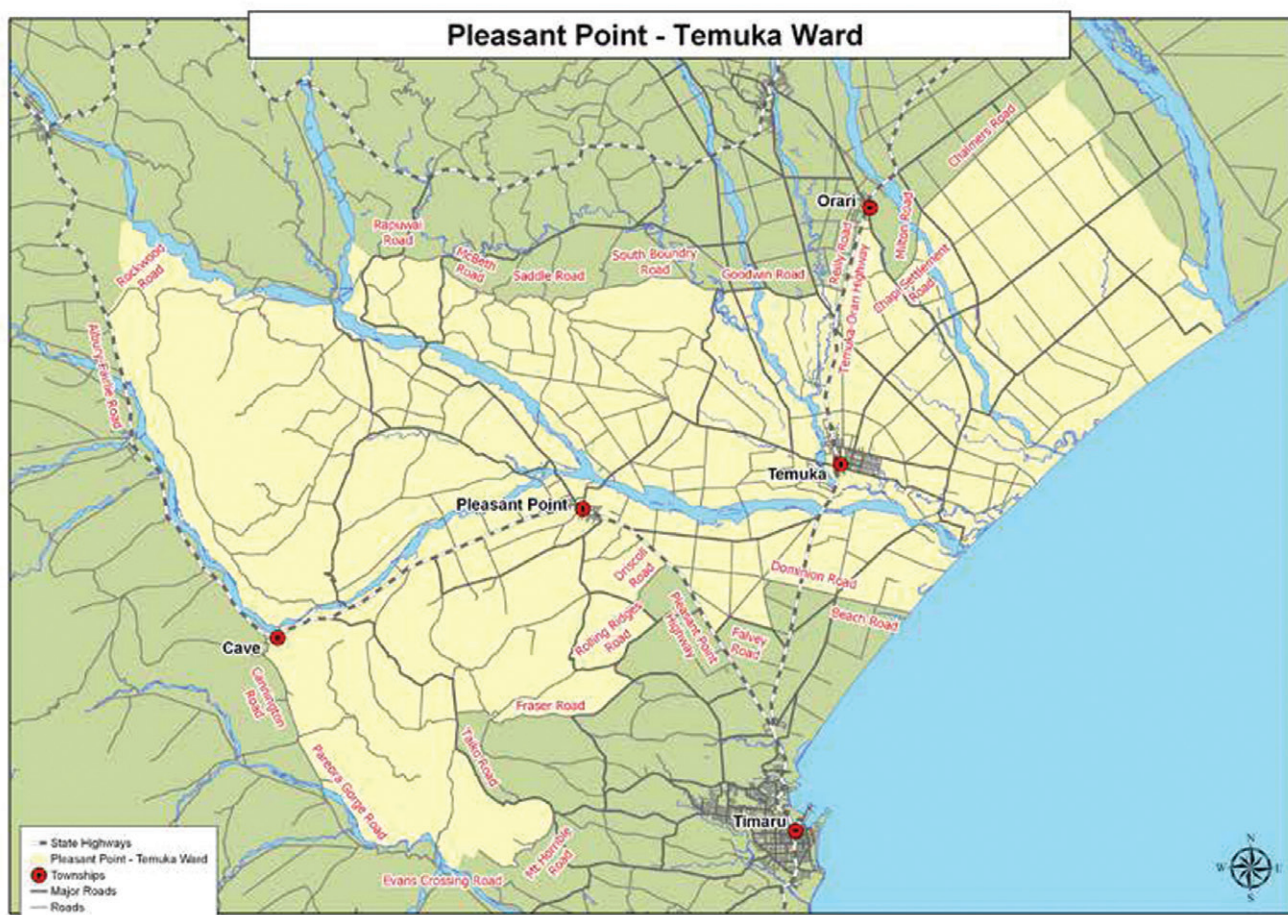 Pleasant Point - Temuka Ward
Chalmers Road
Orari
Milton Road
Rapuwai
Road
McBeth
Road
Saddle Road
South Boundry
Road
Goodwin Road
Reilly Road
Temuka-Orari Highway
Ehapi Settlement
Road
Rockwood
Road
Albury-Fairlie Road
Temuka
Pleasant Point
Driscoll
Road
Dominion Road
Beach Road
Pleasant Point
Highway
Falvey
Road
Rolling Ridges
Road
Cave
Cannington
Road
Fraser Road
Taiko Road
Pareora Gorge Road
Timaru
Mt Horrible
Road
Evans Crossing Road
State Highways
Pleasant Point - Temuka Ward
Townships
Major Roads
Roads
N
W
E
S